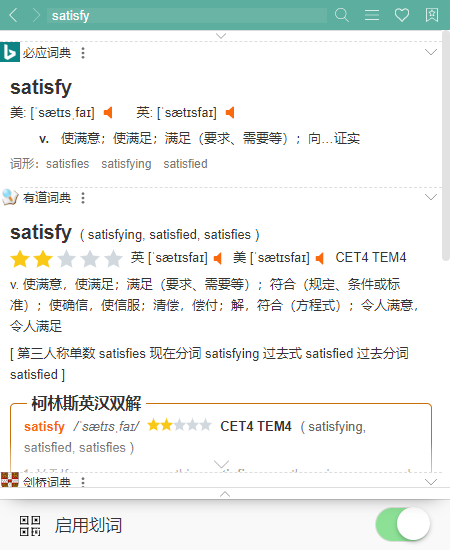 satisfy
必应词典
satisfy
美: [ˈsætɪsˌfaɪ] 英: [ˈsætɪsfaɪ]
v. 使满意；使满足；满足（要求、需要等）；向…证实
词形: satisfies satisfying satisfied
有道词典
satisfy ( satisfying, satisfied, satisfies )
英 [ˈsætɪsfaɪ] 美 [ˈsætɪsfaɪ] CET4 TEM4
v. 使满意，使满足；满足（要求、需要等）；符合（规定、条件或标
准）；使确信，使信服；清偿，偿付；解，符合（方程式）；令人满意，
令人满足
[ 第三人称单数 satisfies 现在分词 satisfying 过去式 satisfied 过去分词
satisfied ]
柯林斯英汉双解
satisfy /ˈsætɪsˌfaɪ/ CET4 TEM4 ( satisfying,
satisfied, satisfies )
剑桥词典
启用划词